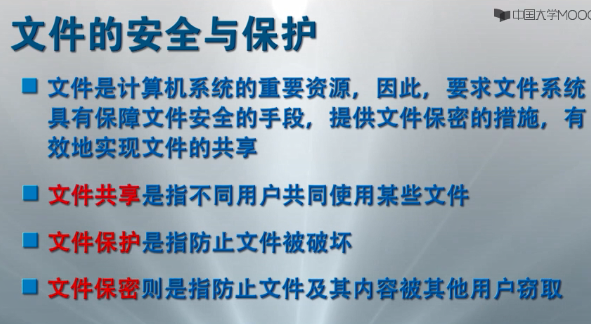 中国大学MOOC
文件的安全与保护
文件是计算机系统的重要资源，因此，要求文件系统
具有保障文件安全的手段，提供文件保密的措施，有
效地实现文件的共享
文件共享是指不同用户共同使用某些文件
文件保护是指防止文件被破坏
文件保密则是指防止文件及其内容被其他用户窃取